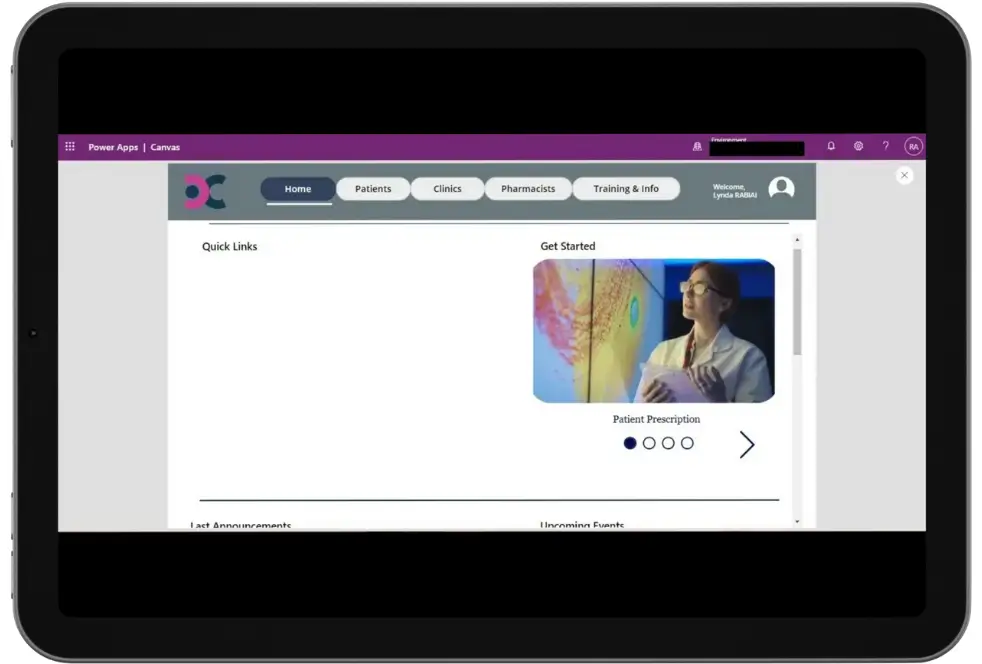 Power Apps | Canvas
Environment
?
RA
Home
Patients
Clinics
Pharmacists
Training & Info
Welcome,
Lynda RABIAI
Quick Links
Get Started
Patient Prescription
Last Announcements
Upcoming Events